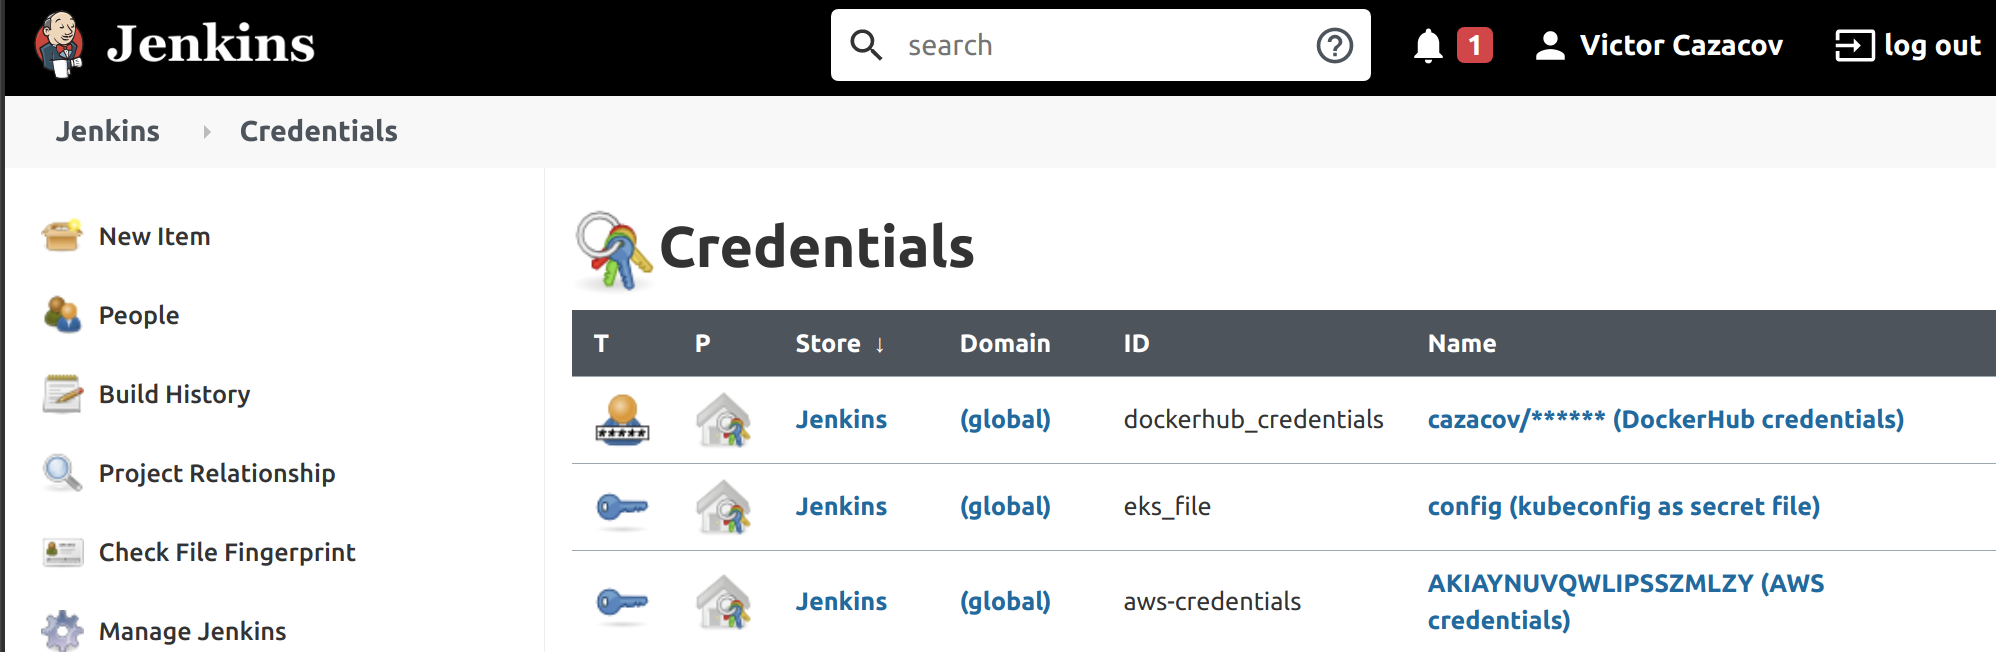 Jenkins
search
1
Victor Cazacov
log out
Jenkins
Credentials
New Item
People
Build History
Project Relationship
Check File Fingerprint
Manage Jenkins
Credentials
T P Store ↓ Domain ID Name
Jenkins (global) dockerhub_credentials cazacov/****** (DockerHub credentials)
Jenkins (global) eks_file config (kubeconfig as secret file)
Jenkins (global) aws-credentials AKIAYNUVQWLIPSSZMLZY (AWS
credentials)